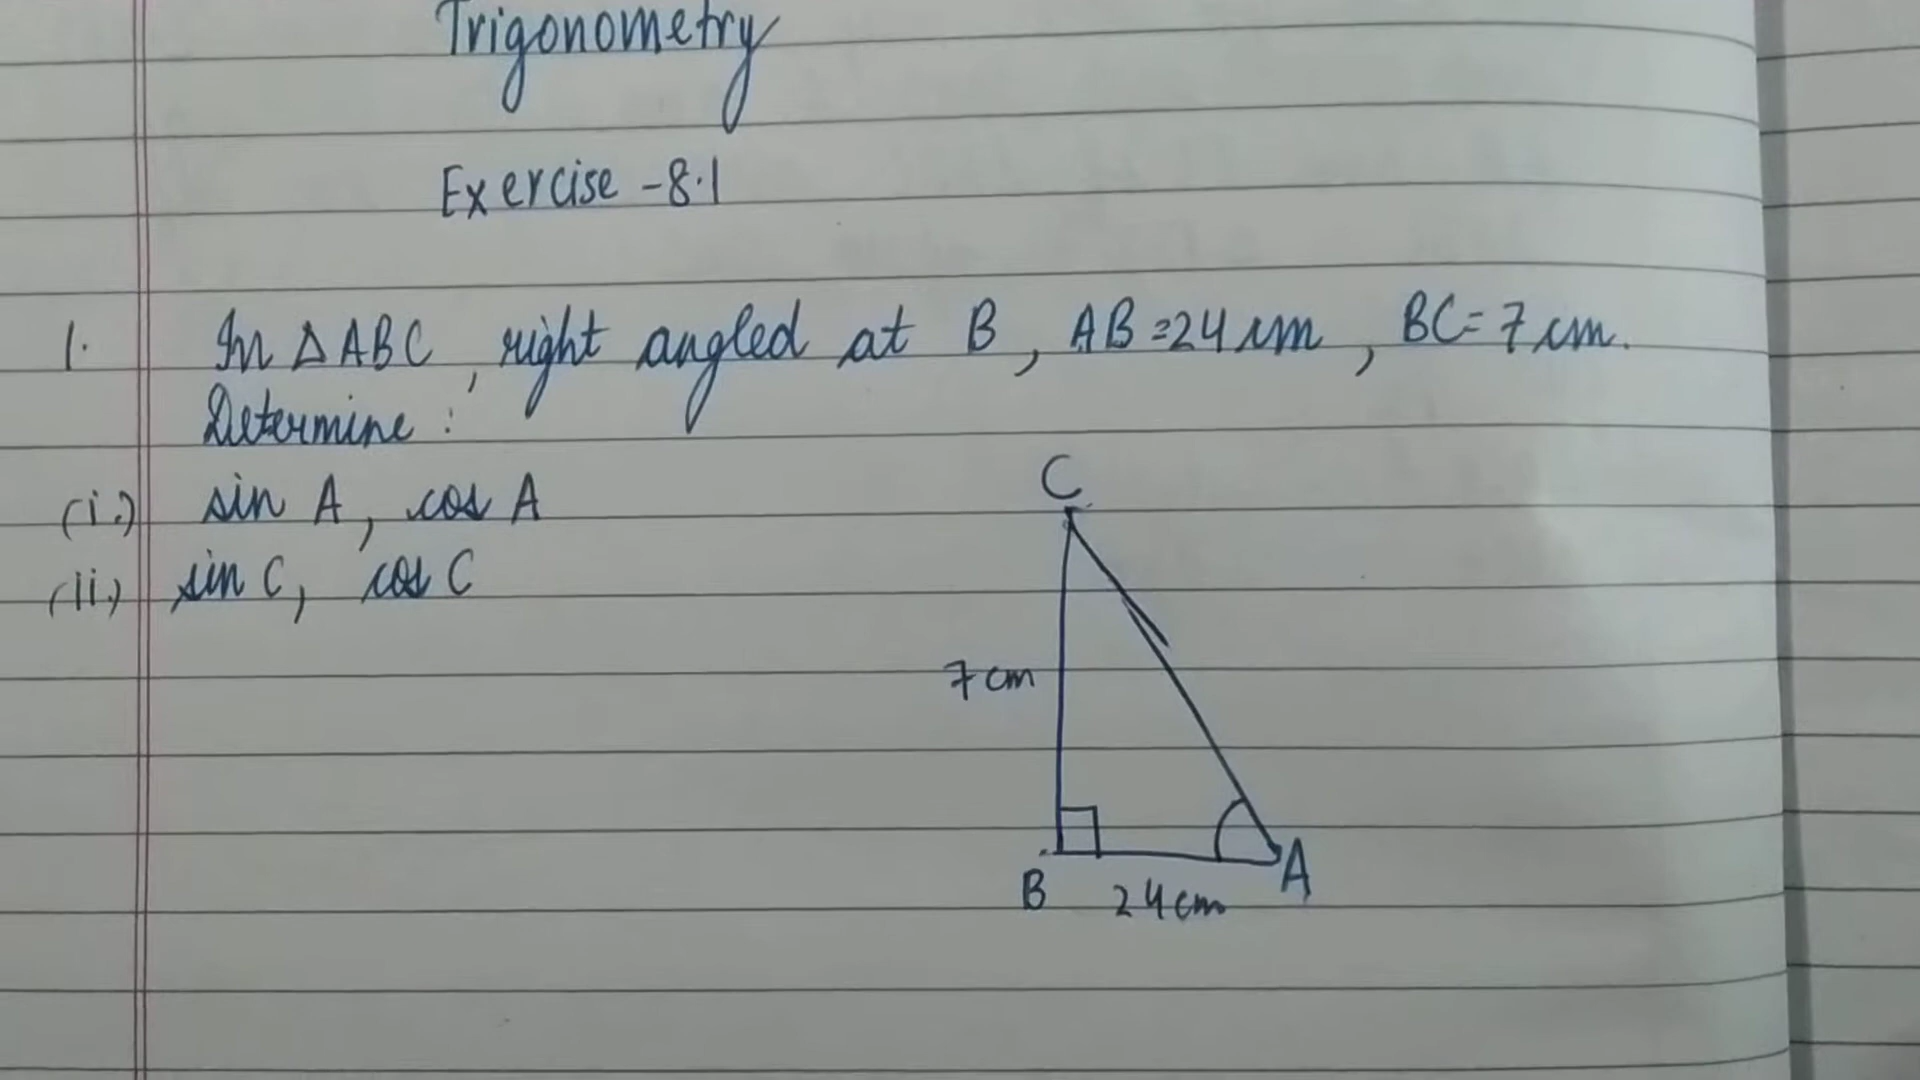 Trigonometry
Exercise - 8.1
1. In △ABC, right angled at B, AB=24 cm, BC=7 cm.
Determine:
(i.) sin A, cos A
(ii.) sin C, cos C
C
7 cm
B
A
24 cm